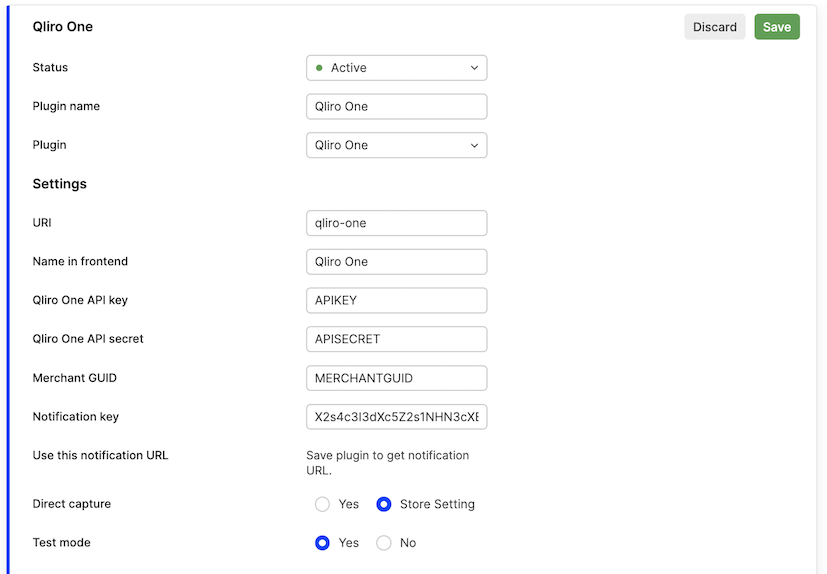 Qliro One
Discard
Save
Status
Active
Plugin name
Qliro One
Plugin
Qliro One
Settings
URI
qliro-one
Name in frontend
Qliro One
Qliro One API key
APIKEY
Qliro One API secret
APISECRET
Merchant GUID
MERCHANTGUID
Notification key
Use this notification URL
Save plugin to get notification
URL.
Direct capture
Yes
Store Setting
Test mode
Yes
No